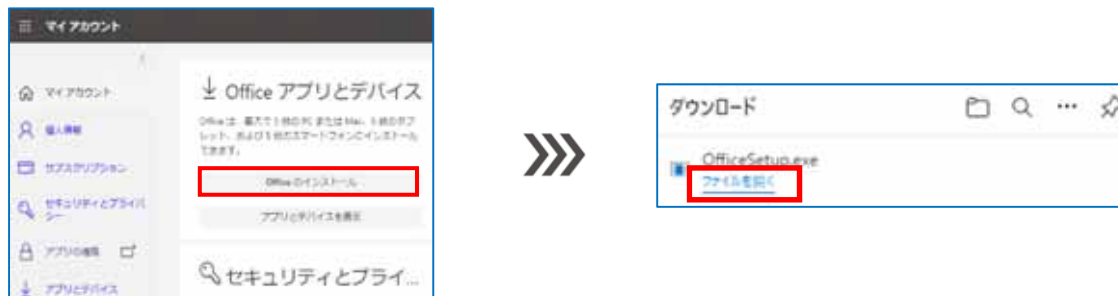 マイ アカウント
マイ アカウント
個人情報
サブスクリプション
セキュリティとプライバ
シー
アプリの権限
アプリとデバイス
Office アプリとデバイス
Office は、最大で 5 台の PC または Mac、5 台のタブ
レット、および 5 台のスマートフォンにインストール
できます。
Office のインストール
アプリとデバイスを表示
セキュリティとプライ...
ダウンロード
OfficeSetup.exe
ファイルを開く